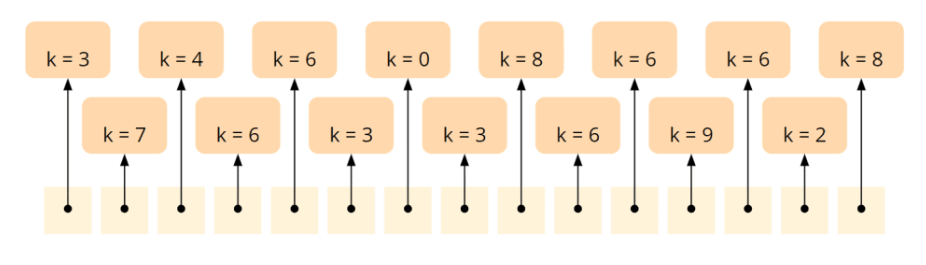 k = 3 k = 4 k = 6 k = 0 k = 8 k = 6 k = 6 k = 8
k = 7 k = 6 k = 3 k = 3 k = 6 k = 9 k = 2